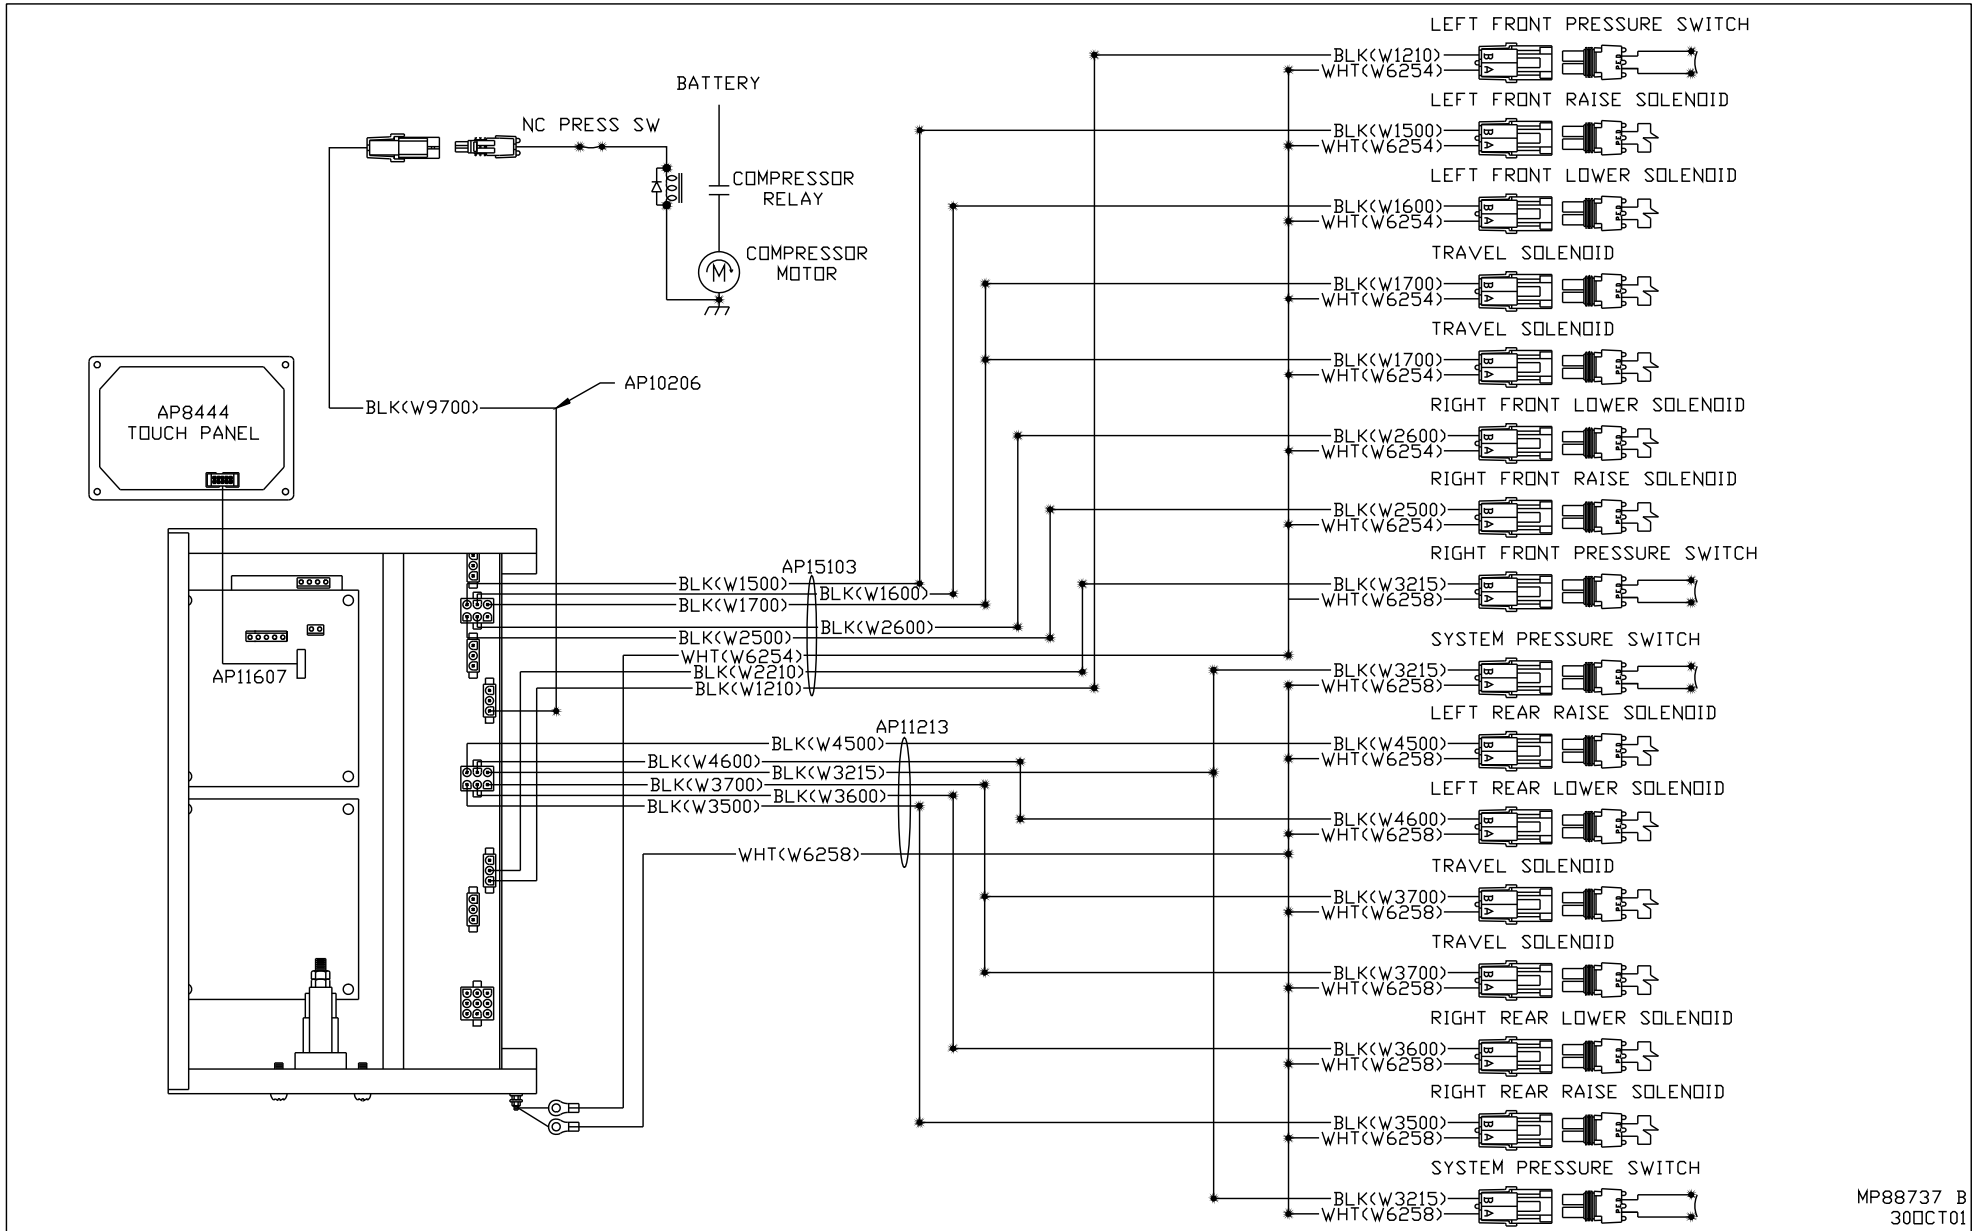 BATTERY
NC PRESS SW
COMPRESSOR
RELAY
COMPRESSOR
MOTOR
M
AP10206
BLK(W9700)
AP8444
TOUCH PANEL
AP11607
AP15103
BLK(W1500)
BLK(W1600)
BLK(W1700)
BLK(W2600)
BLK(W2500)
WHT(W6254)
BLK(W2210)
BLK(W1210)
AP11213
BLK(W4500)
BLK(W4600)
BLK(W3215)
BLK(W3700)
BLK(W3600)
BLK(W3500)
WHT(W6258)
LEFT FRONT PRESSURE SWITCH
BLK(W1210)
WHT(W6254)
B
A
LEFT FRONT RAISE SOLENOID
BLK(W1500)
WHT(W6254)
B
A
LEFT FRONT LOWER SOLENOID
BLK(W1600)
WHT(W6254)
B
A
TRAVEL SOLENOID
BLK(W1700)
WHT(W6254)
B
A
TRAVEL SOLENOID
BLK(W1700)
WHT(W6254)
B
A
RIGHT FRONT LOWER SOLENOID
BLK(W2600)
WHT(W6254)
B
A
RIGHT FRONT RAISE SOLENOID
BLK(W2500)
WHT(W6254)
B
A
RIGHT FRONT PRESSURE SWITCH
BLK(W3215)
WHT(W6258)
B
A
SYSTEM PRESSURE SWITCH
BLK(W3215)
WHT(W6258)
B
A
LEFT REAR RAISE SOLENOID
BLK(W4500)
WHT(W6258)
B
A
LEFT REAR LOWER SOLENOID
BLK(W4600)
WHT(W6258)
B
A
TRAVEL SOLENOID
BLK(W3700)
WHT(W6258)
B
A
TRAVEL SOLENOID
BLK(W3700)
WHT(W6258)
B
A
RIGHT REAR LOWER SOLENOID
BLK(W3600)
WHT(W6258)
B
A
RIGHT REAR RAISE SOLENOID
BLK(W3500)
WHT(W6258)
B
A
SYSTEM PRESSURE SWITCH
BLK(W3215)
WHT(W6258)
B
A
MP88737 B
30OCT01